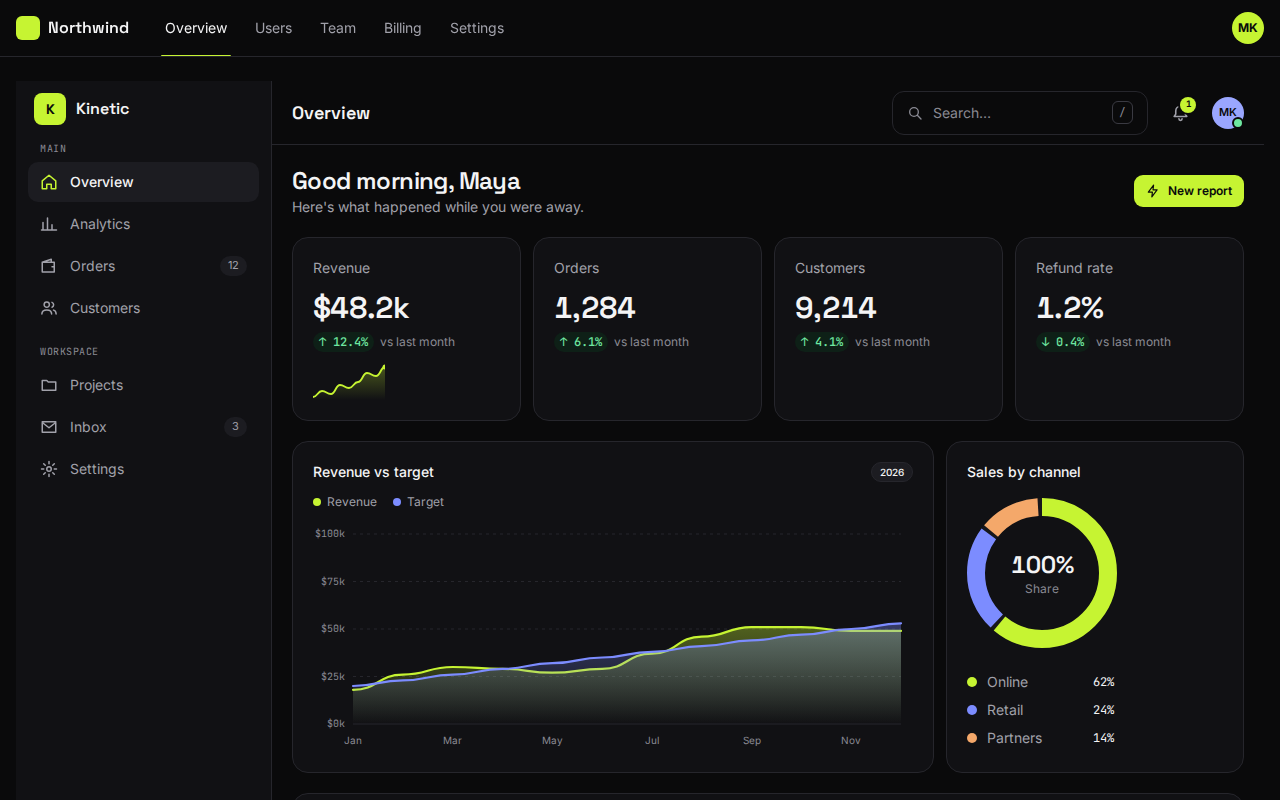 Northwind Overview Users Team Billing Settings MK
K Kinetic
MAIN
Overview
Analytics
Orders 12
Customers
WORKSPACE
Projects
Inbox 3
Settings
Overview Search... / 1 MK
Good morning, Maya
Here's what happened while you were away.
New report
Revenue
$48.2k
↑ 12.4% vs last month
Orders
1,284
↑ 6.1% vs last month
Customers
9,214
↑ 4.1% vs last month
Refund rate
1.2%
↓ 0.4% vs last month
Revenue vs target 2026
Revenue Target
$100k
$75k
$50k
$25k
$0k
Jan Mar May Jul Sep Nov
Sales by channel
100%
Share
Online 62%
Retail 24%
Partners 14%